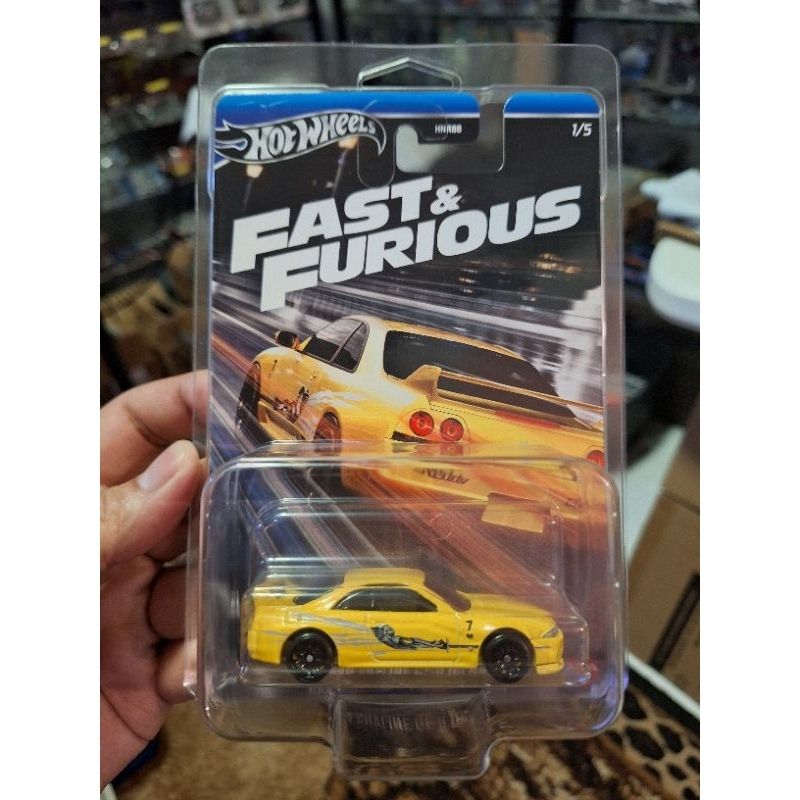 HOT WHEELS
HNR88
1/5
FAST &
FURIOUS
7